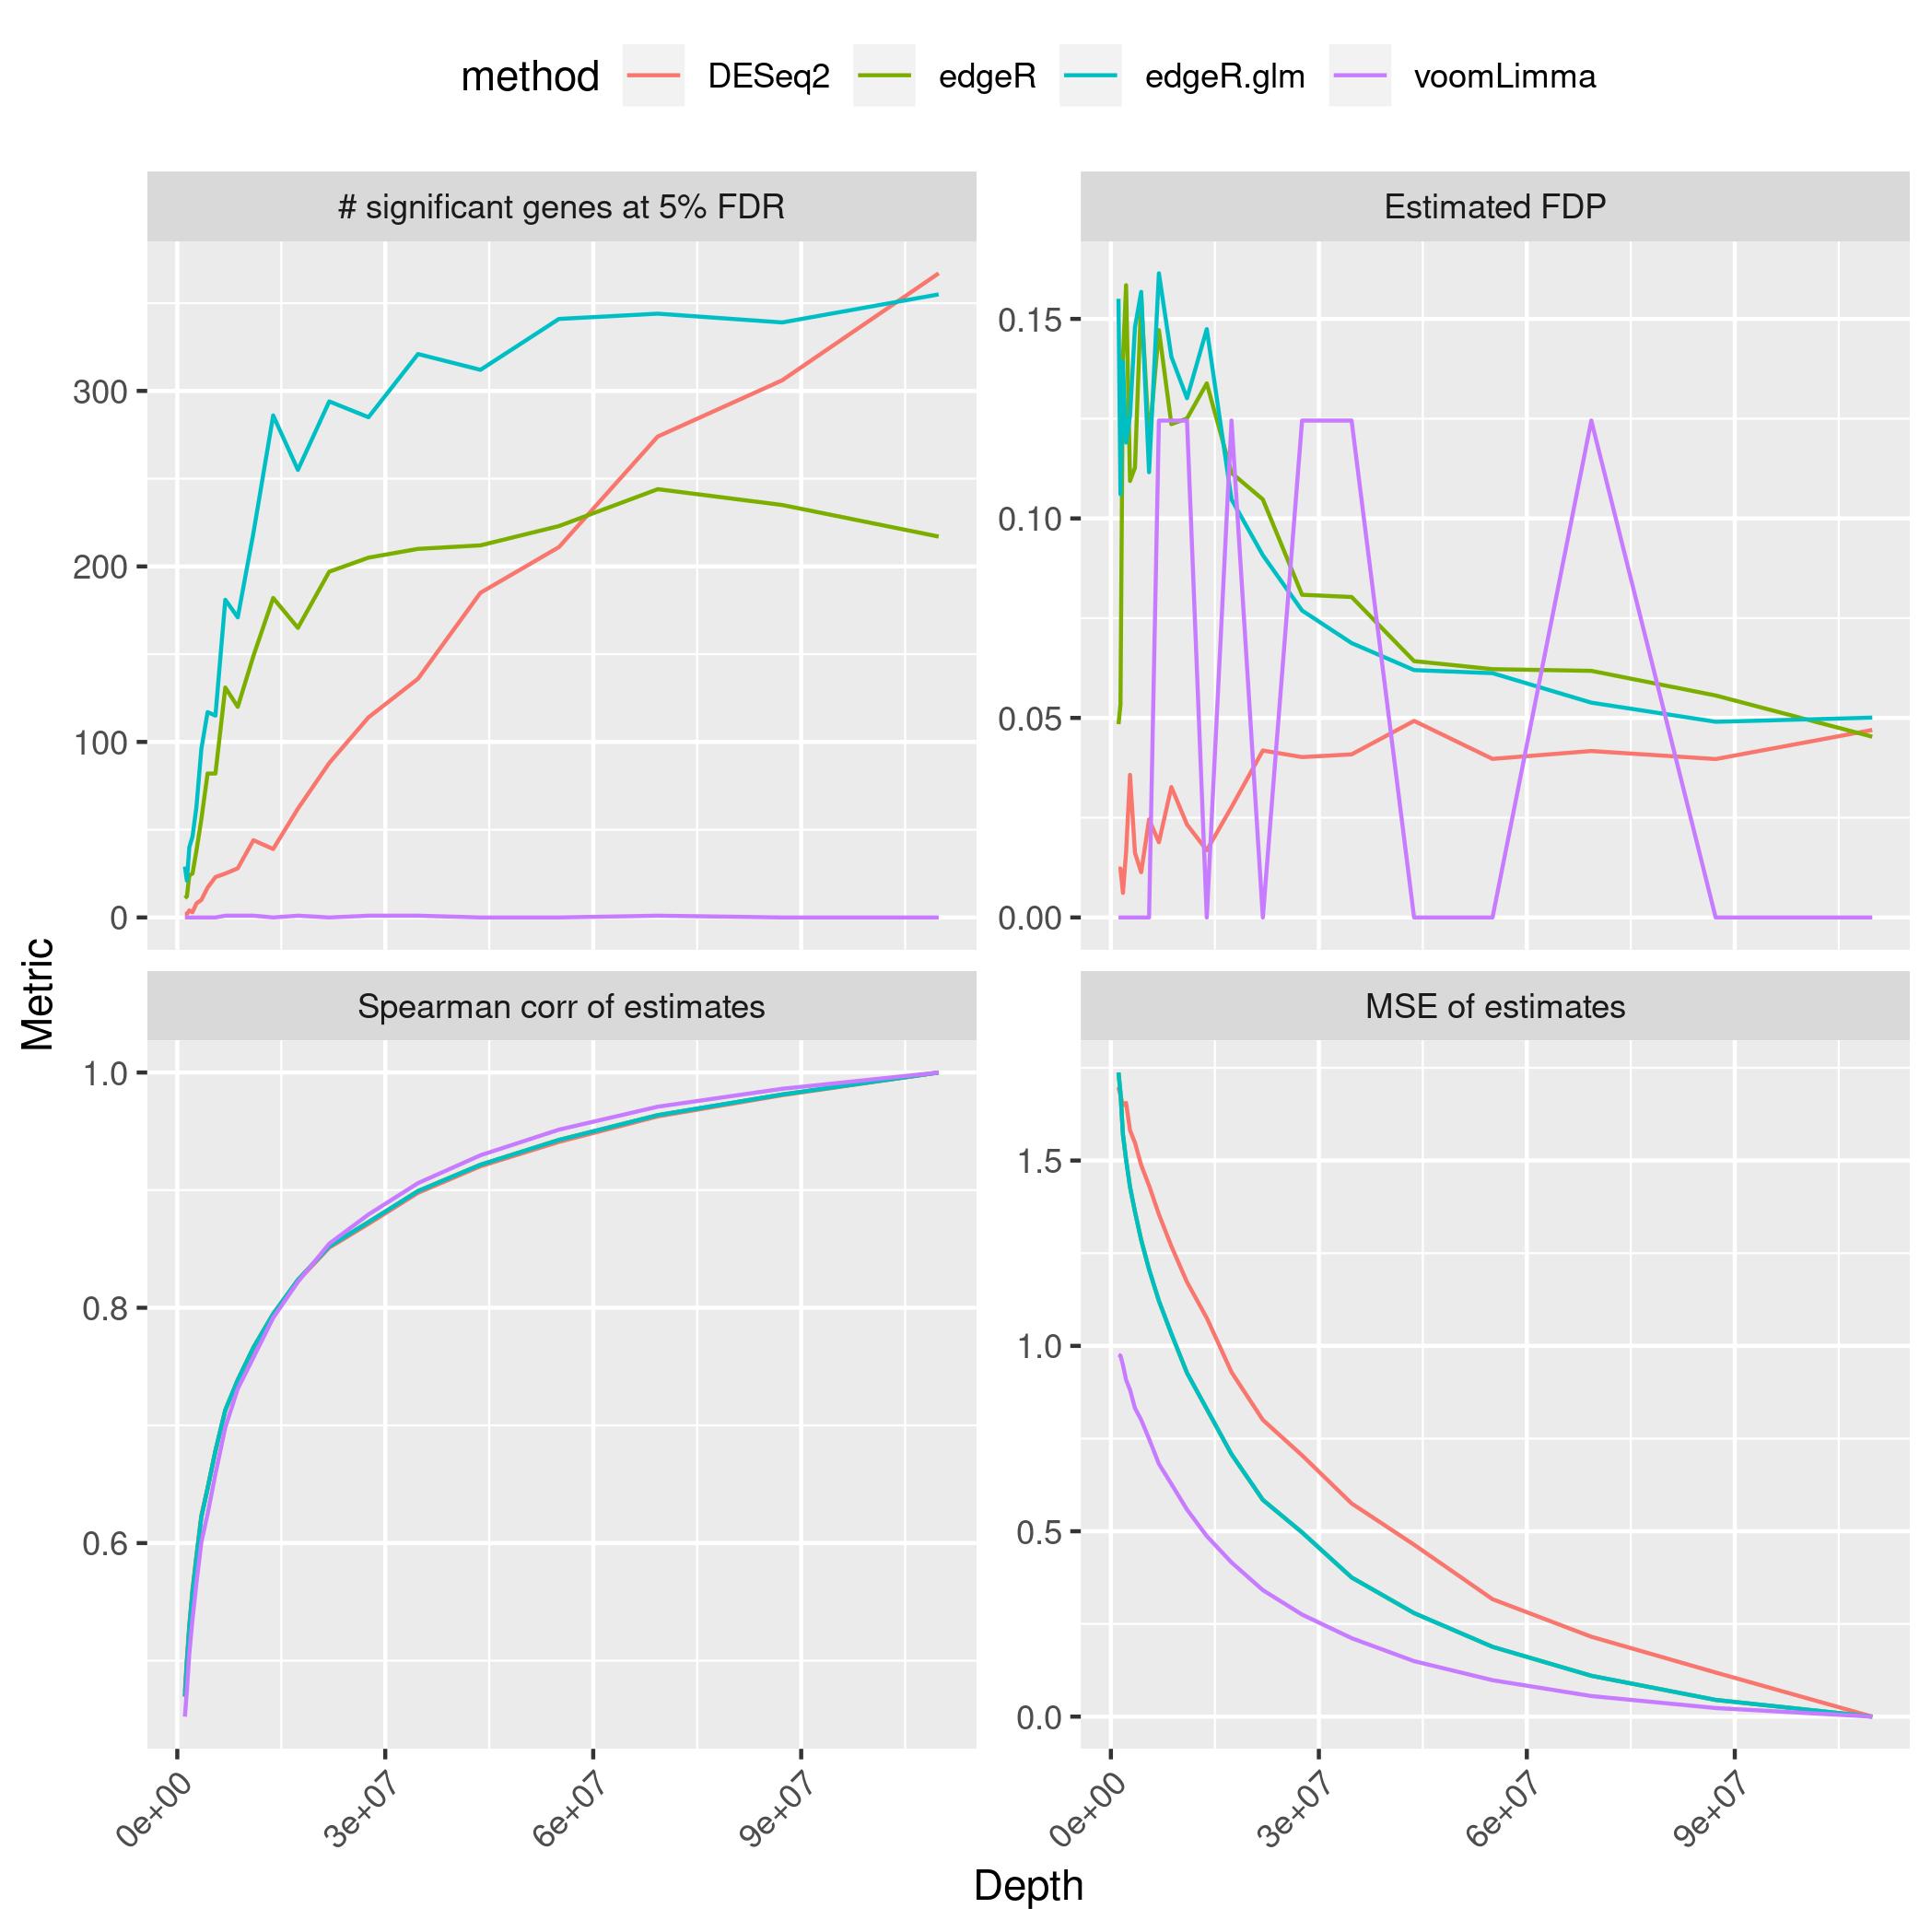 method DESeq2 edgeR edgeR.glm voomLimma
# significant genes at 5% FDR
Estimated FDP
300
200
100
0
0.15
0.10
0.05
0.00
Metric
Spearman corr of estimates
MSE of estimates
1.0
0.8
0.6
1.5
1.0
0.5
0.0
0e+00 3e+07 6e+07 9e+07
0e+00 3e+07 6e+07 9e+07
Depth